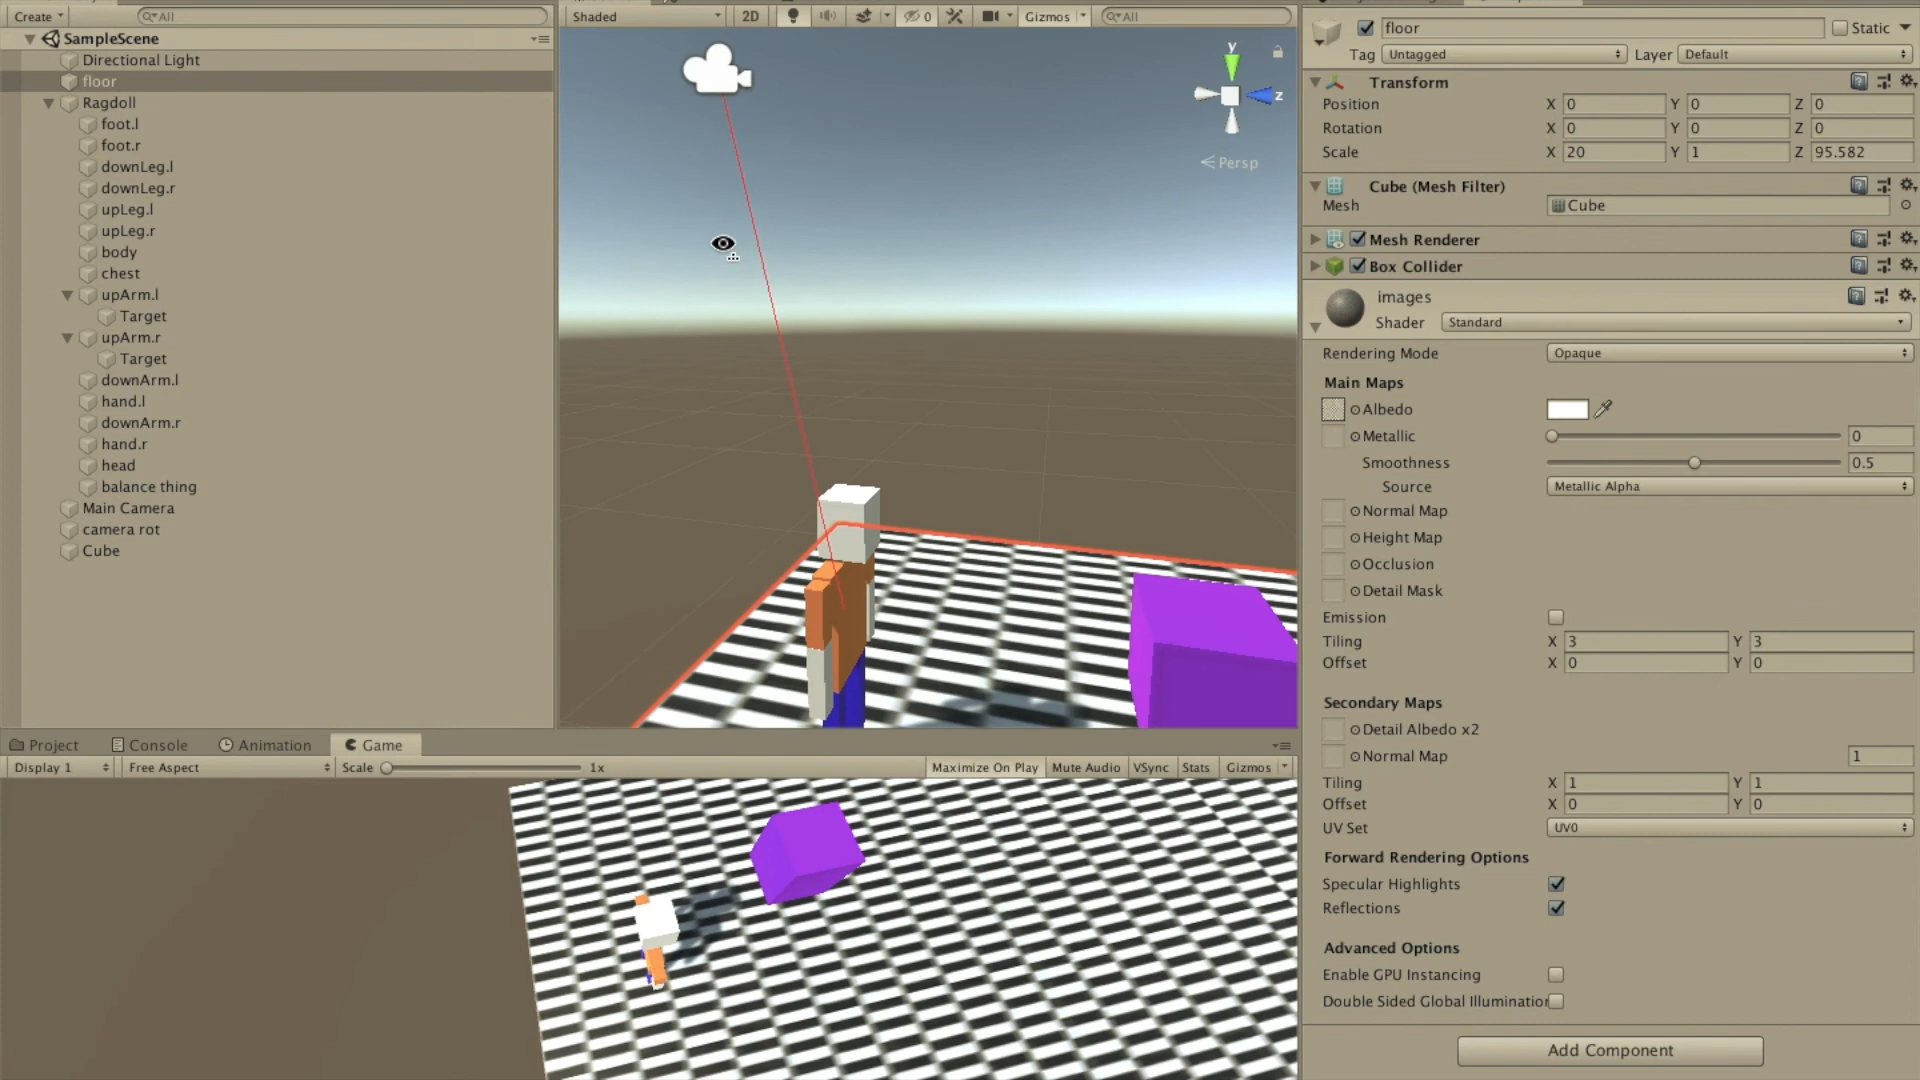 Create
All
SampleScene
Directional Light
floor
Ragdoll
foot.l
foot.r
downLeg.l
downLeg.r
upLeg.l
upLeg.r
body
chest
upArm.l
Target
upArm.r
Target
downArm.l
hand.l
downArm.r
hand.r
head
balance thing
Main Camera
camera rot
Cube
Shaded 2D 0 Gizmos All
y
z
Persp
Project Console Animation Game
Display 1 Free Aspect Scale 1x Maximize On Play Mute Audio VSync Stats Gizmos
floor Static
Tag Untagged Layer Default
Transform
Position X 0 Y 0 Z 0
Rotation X 0 Y 0 Z 0
Scale X 20 Y 1 Z 95.582
Cube (Mesh Filter)
Mesh Cube
Mesh Renderer
Box Collider
images
Shader Standard
Rendering Mode Opaque
Main Maps
Albedo
Metallic 0
Smoothness 0.5
Source Metallic Alpha
Normal Map
Height Map
Occlusion
Detail Mask
Emission
Tiling X 3 Y 3
Offset X 0 Y 0
Secondary Maps
Detail Albedo x2
Normal Map 1
Tiling X 1 Y 1
Offset X 0 Y 0
UV Set UV0
Forward Rendering Options
Specular Highlights
Reflections
Advanced Options
Enable GPU Instancing
Double Sided Global Illumination
Add Component